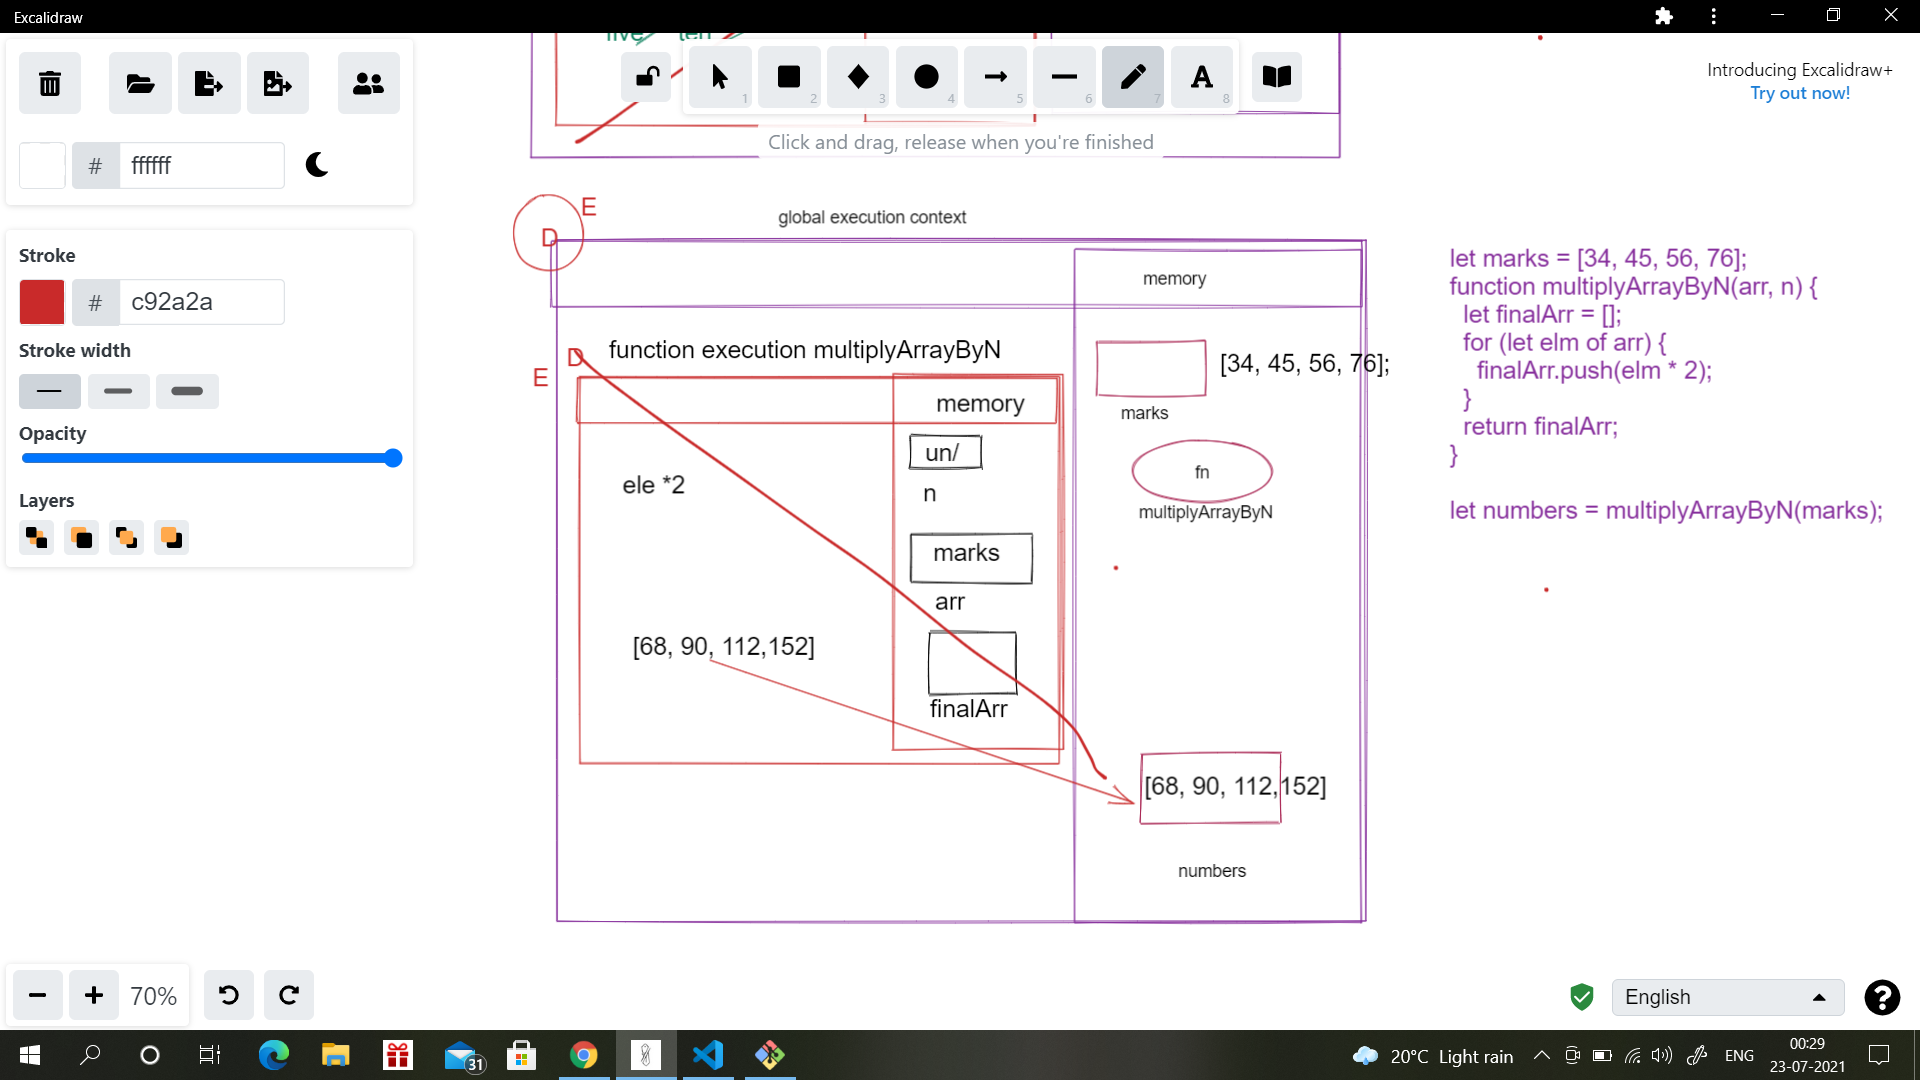 Excalidraw
five ten
1 2 3 4 5 6 7 8
Click and drag, release when you're finished
Introducing Excalidraw+
Try out now!
# ffffff
Stroke
# c92a2a
Stroke width
Opacity
Layers
E
D
global execution context
memory
D
function execution multiplyArrayByN
E
memory
un/
n
ele *2
marks
arr
[68, 90, 112,152]
finalArr
[34, 45, 56, 76];
marks
fn
multiplyArrayByN
[68, 90, 112,152]
numbers
let marks = [34, 45, 56, 76];
function multiplyArrayByN(arr, n) {
let finalArr = [];
for (let elm of arr) {
finalArr.push(elm * 2);
}
return finalArr;
}
let numbers = multiplyArrayByN(marks);
70%
English
31
20°C Light rain
ENG
00:29
23-07-2021